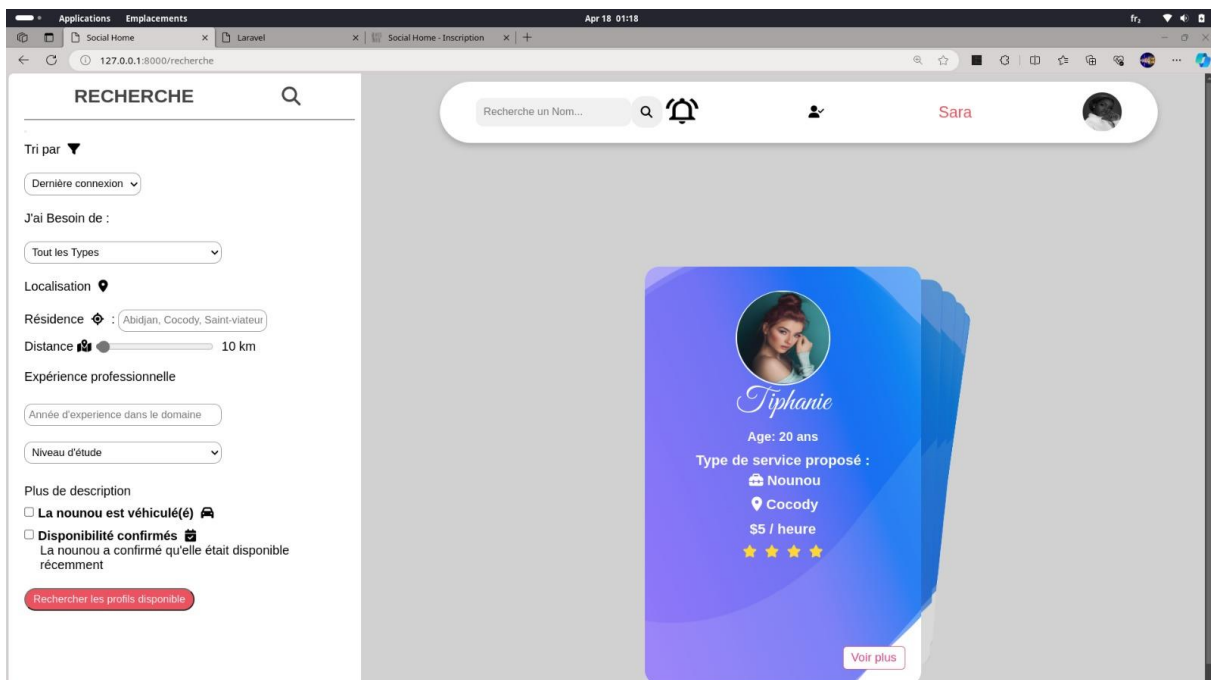 Applications Emplacements
Apr 18 01:18
fr₂
Social Home
Laravel
Social Home - Inscription
127.0.0.1:8000/recherche
RECHERCHE
Tri par
Dernière connexion
J'ai Besoin de :
Tout les Types
Localisation
Résidence : Abidjan, Cocody, Saint-viateur
Distance 10 km
Expérience professionnelle
Année d'experience dans le domaine
Niveau d'étude
Plus de description
La nounou est véhiculé(é)
Disponibilité confirmés
La nounou a confirmé qu'elle était disponible
récemment
Rechercher les profils disponible
Recherche un Nom...
Sara
Tiphanie
Age: 20 ans
Type de service proposé :
Nounou
Cocody
$5 / heure
Voir plus